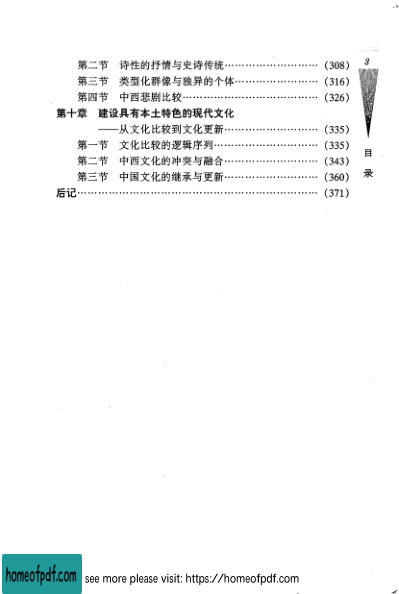 第二节 诗性的抒情与史诗传统………………………(308)
第三节 类型化群像与独异的个体……………………(316)
第四节 中西悲剧比较…………………………………(326)
第十章 建设具有本土特色的现代文化
——从文化比较到文化更新………………………(335)
第一节 文化比较的逻辑序列…………………………(335)
第二节 中西文化的冲突与融合………………………(343)
第三节 中国文化的继承与更新………………………(360)
后记……………………………………………………………(371)
3
目
录
homeofpdf.com see more please visit: https://homeofpdf.com